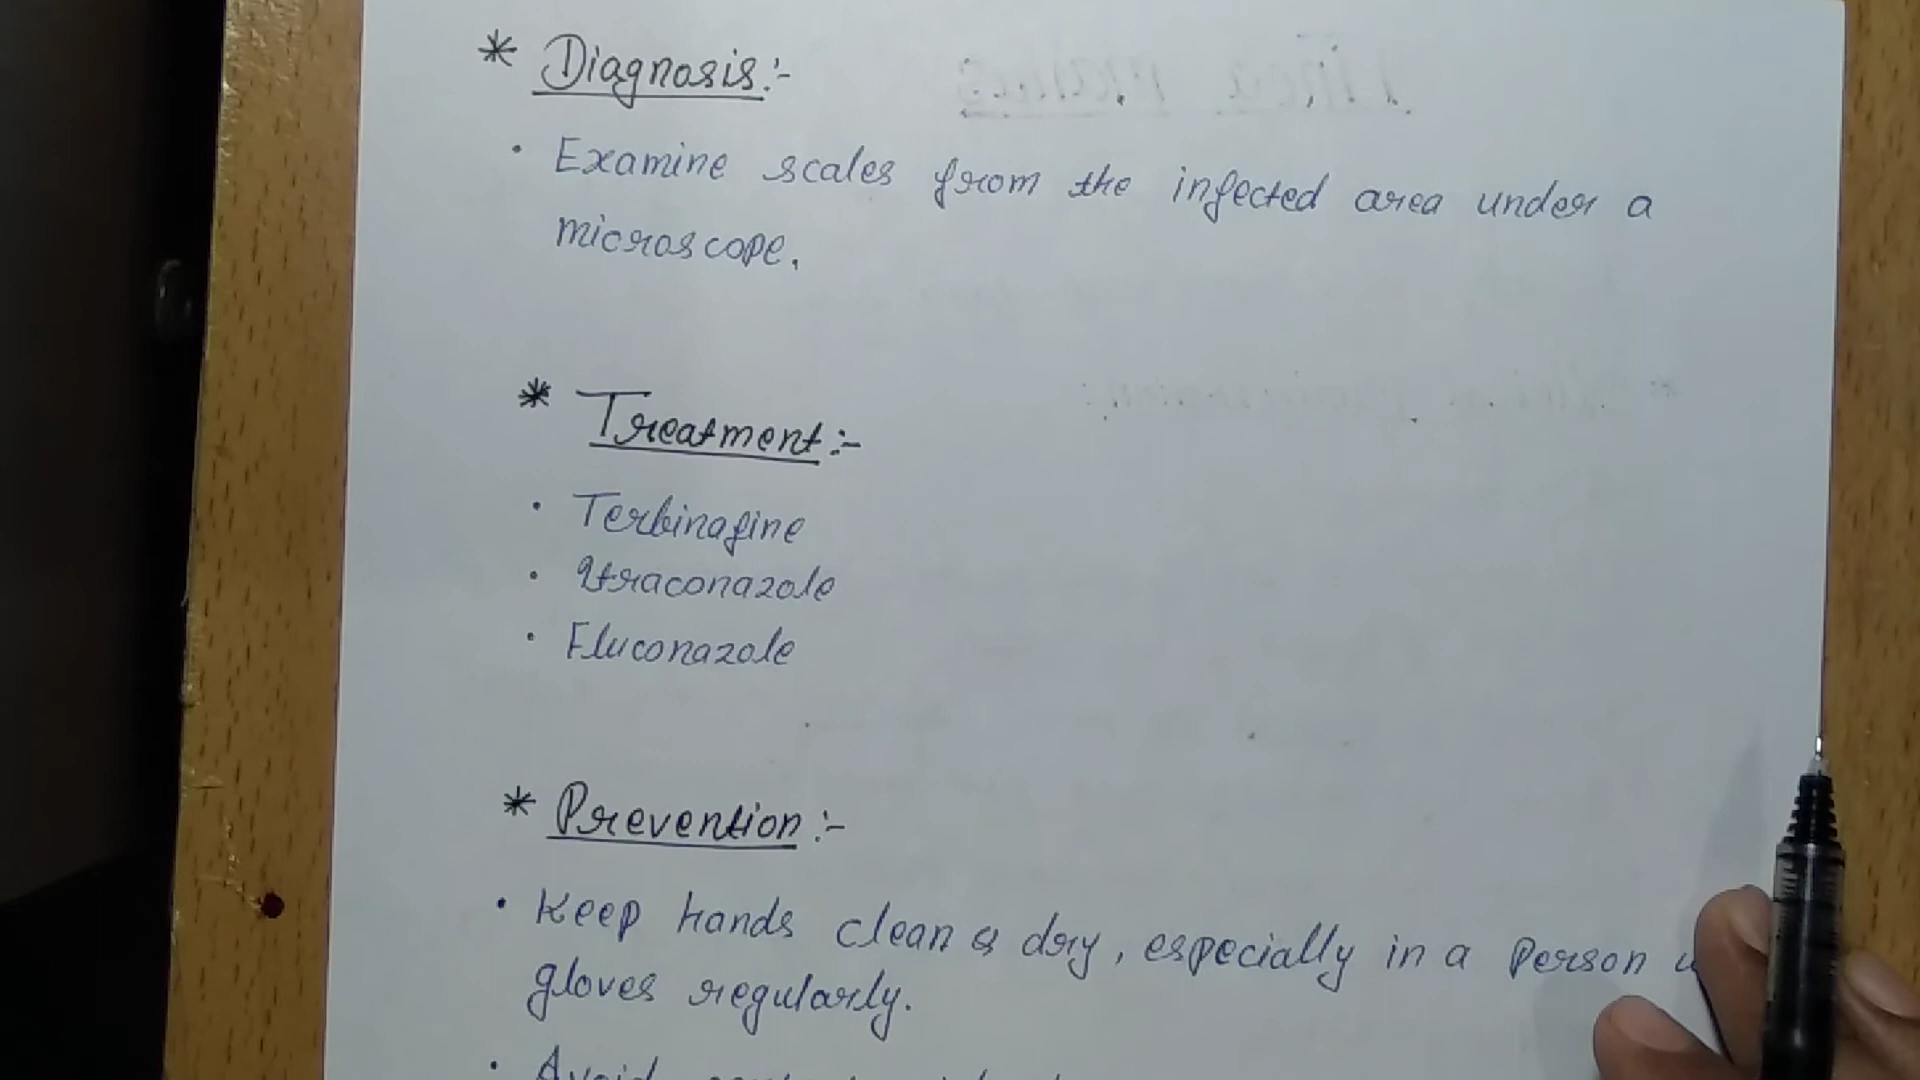 * Diagnosis:-
• Examine scales from the infected area under a
microscope.
* Treatment:-
• Terbinafine
• Itraconazole
• Fluconazole
* Prevention:-
• Keep hands clean & dry, especially in a person
gloves regularly.
• Avoid